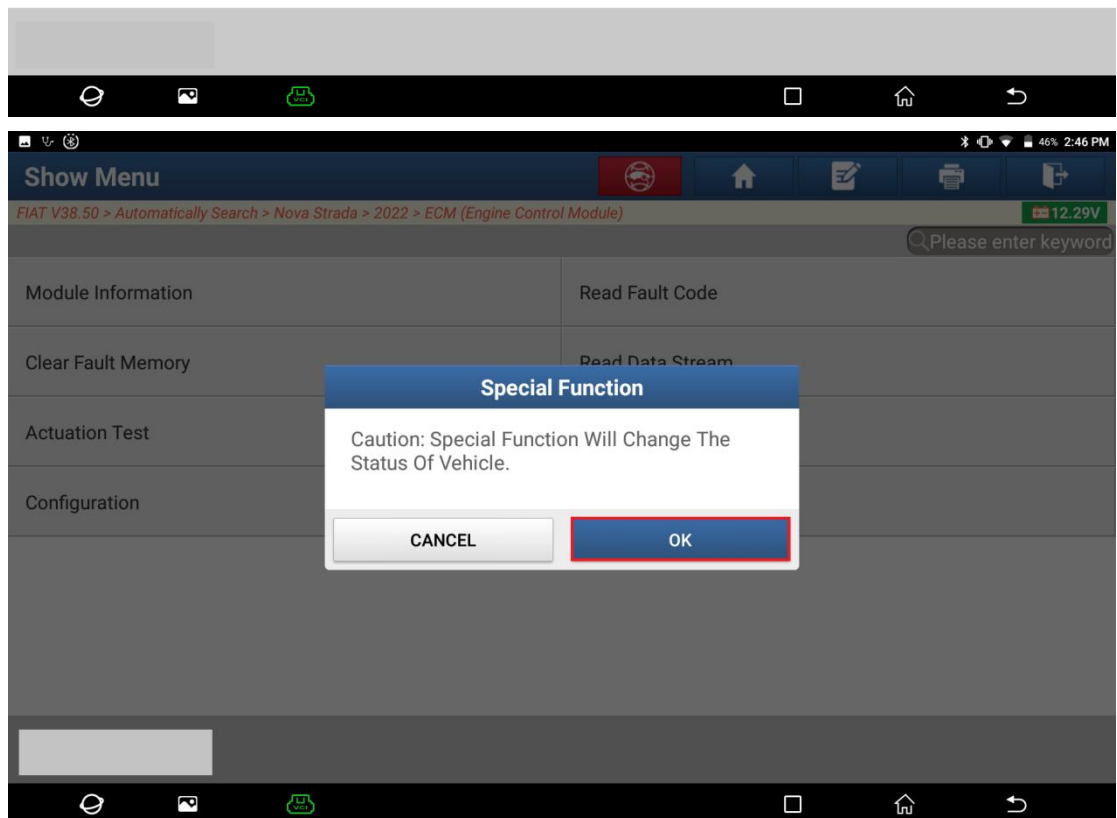 VCI
46% 2:46 PM
Show Menu
FIAT V38.50 > Automatically Search > Nova Strada > 2022 > ECM (Engine Control Module)
12.29V
Please enter keyword
Module Information
Read Fault Code
Clear Fault Memory
Read Data Stream
Actuation Test
Configuration
Special Function
Caution: Special Function Will Change The
Status Of Vehicle.
CANCEL
OK
VCI